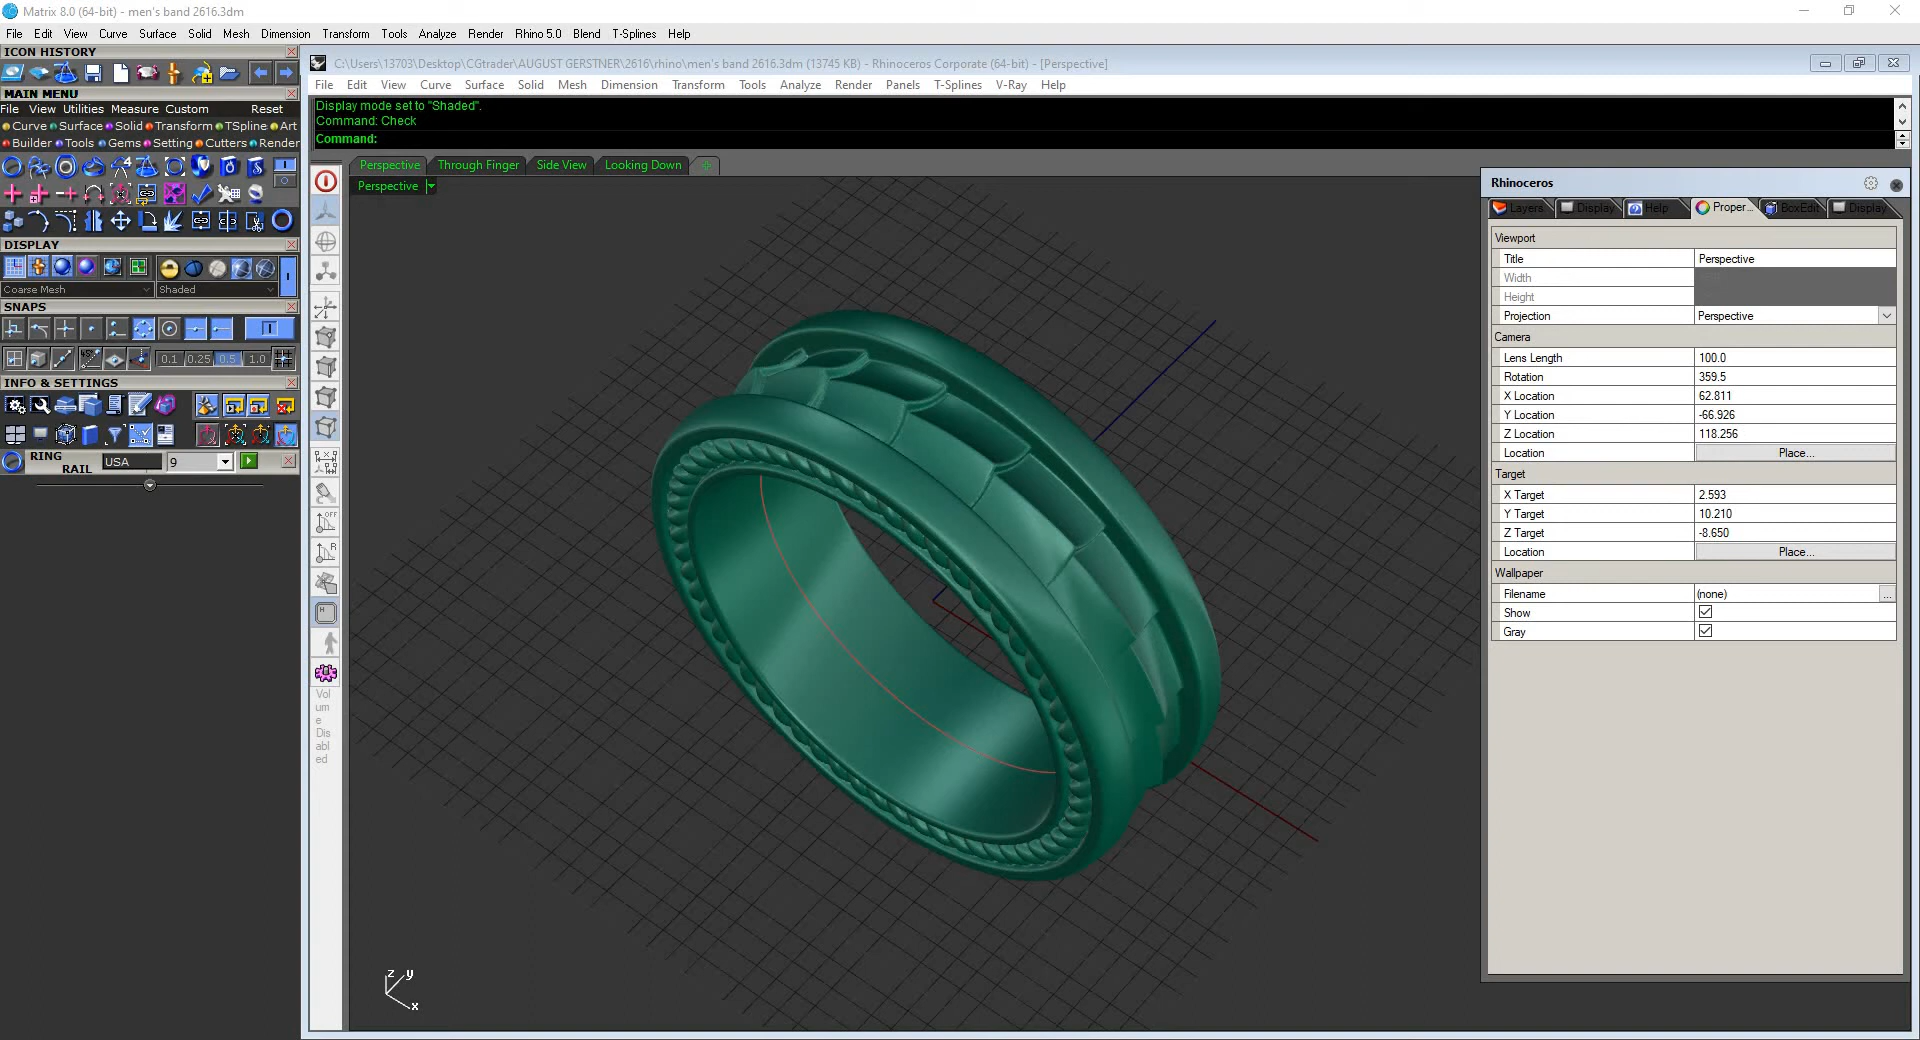 Matrix 8.0 (64-bit) - men's band 2616.3dm
File Edit View Curve Surface Solid Mesh Dimension Transform Tools Analyze Render Rhino 5.0 Blend T-Splines Help
ICON HISTORY
MAIN MENU
File View Utilities Measure Custom Reset
Curve Surface Solid Transform TSpline Art
Builder Tools Gems Setting Cutters Render
DISPLAY
Coarse Mesh Shaded
SNAPS
0.1 0.25 0.5 1.0
INFO & SETTINGS
RING RAIL USA 9
C:\Users\13703\Desktop\CGtrader\AUGUST GERSTNER\2616\rhino\men's band 2616.3dm (13745 KB) - Rhinoceros Corporate (64-bit) - [Perspective]
File Edit View Curve Surface Solid Mesh Dimension Transform Tools Analyze Render Panels T-Splines V-Ray Help
Display mode set to "Shaded".
Command: Check
Command:
Perspective Through Finger Side View Looking Down
Perspective
OFF
R
H
Vol
um
e
Dis
abl
ed
z y
x
Rhinoceros
Layers Display Help Proper... BoxEdit Display
Viewport
Title Perspective
Width
Height
Projection Perspective
Camera
Lens Length 100.0
Rotation 359.5
X Location 62.811
Y Location -66.926
Z Location 118.256
Location Place...
Target
X Target 2.593
Y Target 10.210
Z Target -8.650
Location Place...
Wallpaper
Filename (none) ...
Show
Gray